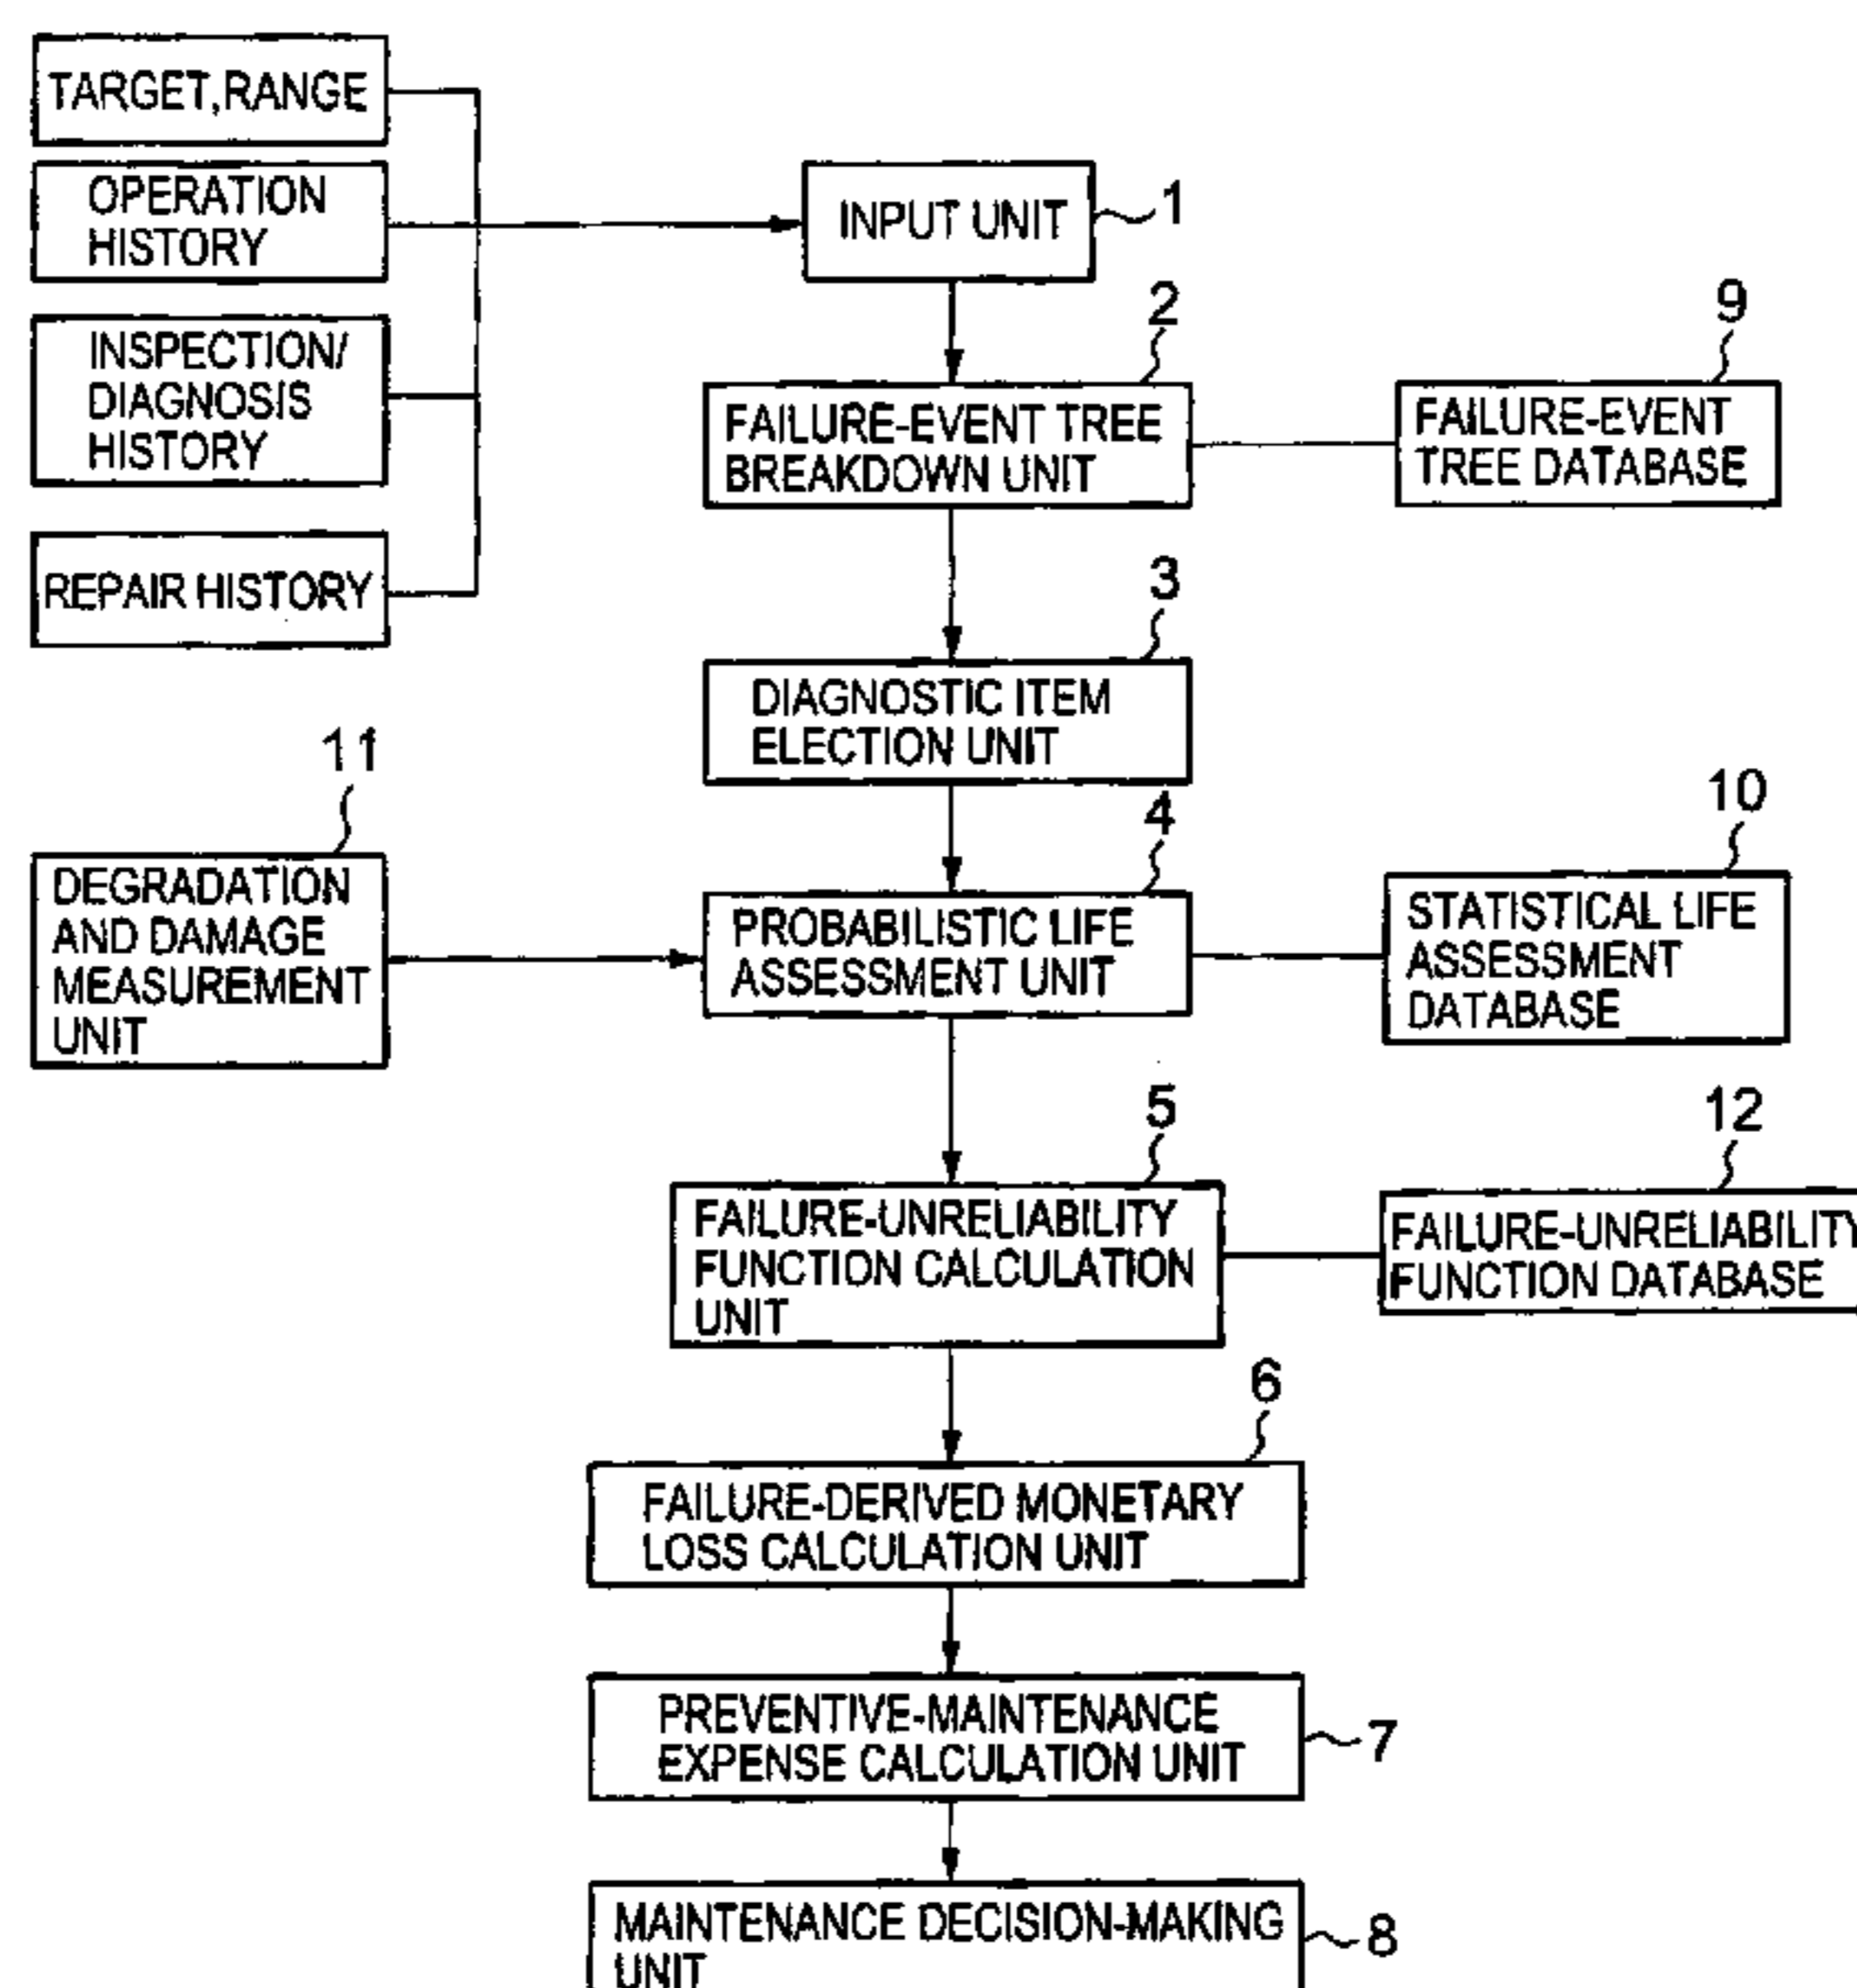 TARGET,RANGE
OPERATION
HISTORY
INPUT UNIT
1
INSPECTION/
DIAGNOSIS
HISTORY
2
FAILURE-EVENT TREE
BREAKDOWN UNIT
9
FAILURE-EVENT
TREE DATABASE
REPAIR HISTORY
3
DIAGNOSTIC ITEM
ELECTION UNIT
11
DEGRADATION
AND DAMAGE
MEASUREMENT
UNIT
4
PROBABILISTIC LIFE
ASSESSMENT UNIT
10
STATISTICAL LIFE
ASSESSMENT
DATABASE
5
FAILURE-UNRELIABILITY
FUNCTION CALCULATION
UNIT
12
FAILURE-UNRELIABILITY
FUNCTION DATABASE
6
FAILURE-DERIVED MONETARY
LOSS CALCULATION UNIT
PREVENTIVE-MAINTENANCE
EXPENSE CALCULATION UNIT
7
MAINTENANCE DECISION-MAKING
UNIT
8